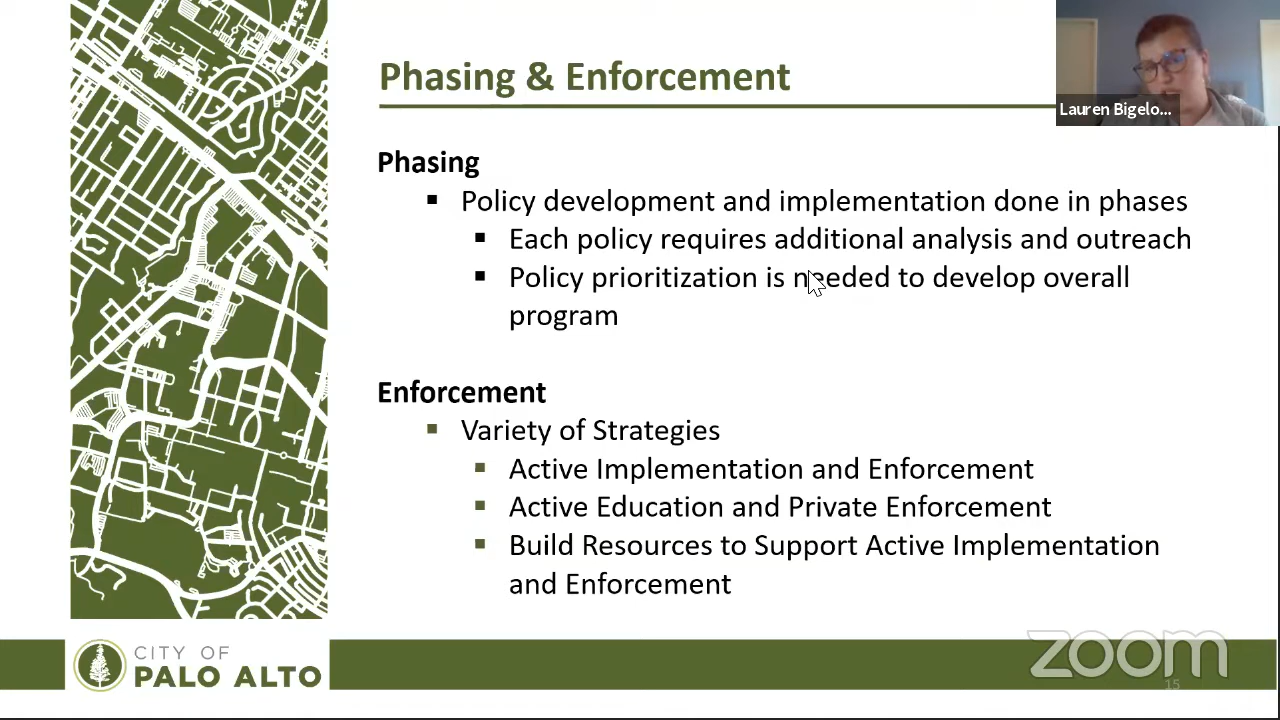 Phasing & Enforcement
Lauren Bigelo...
Phasing
▪ Policy development and implementation done in phases
▪ Each policy requires additional analysis and outreach
▪ Policy prioritization is needed to develop overall
program
Enforcement
▪ Variety of Strategies
▪ Active Implementation and Enforcement
▪ Active Education and Private Enforcement
▪ Build Resources to Support Active Implementation
and Enforcement
CITY OF
PALO ALTO
zoom
15